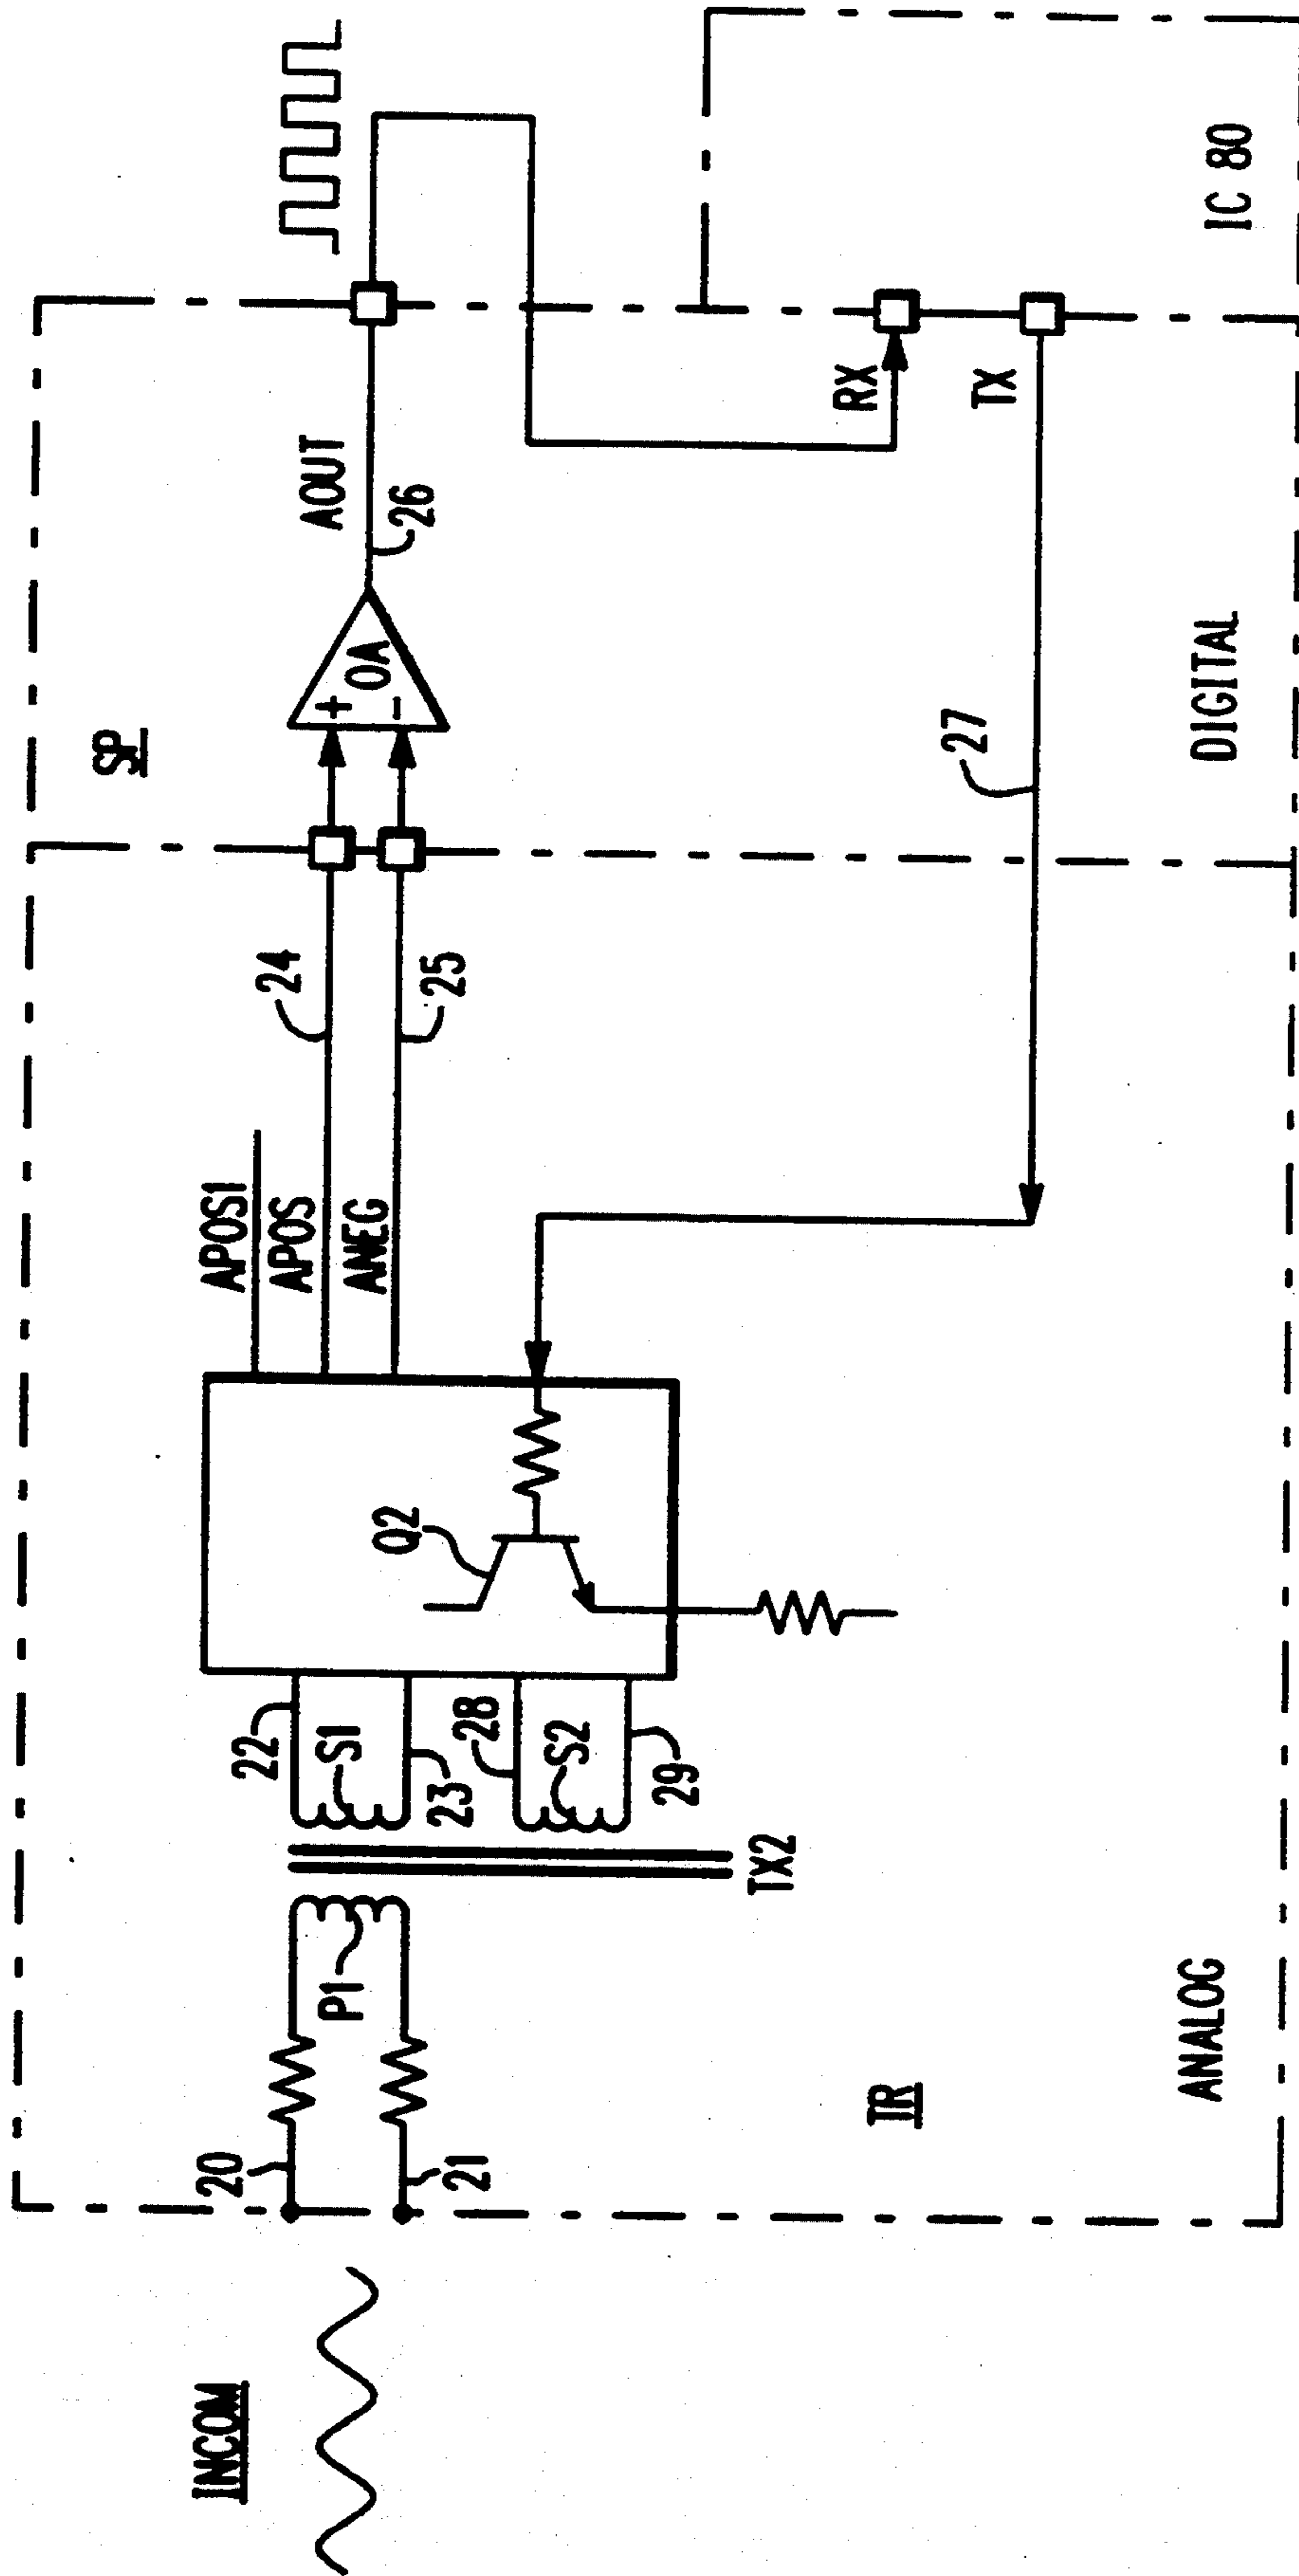 INCOM
20
21
P1
TX2
22
S1
23
28
S2
29
Q2
APOS1
APOS
ANEG
24
25
SP
+
OA
-
AOUT
26
RX
TX
27
TR
ANALOG
DIGITAL
IC 80